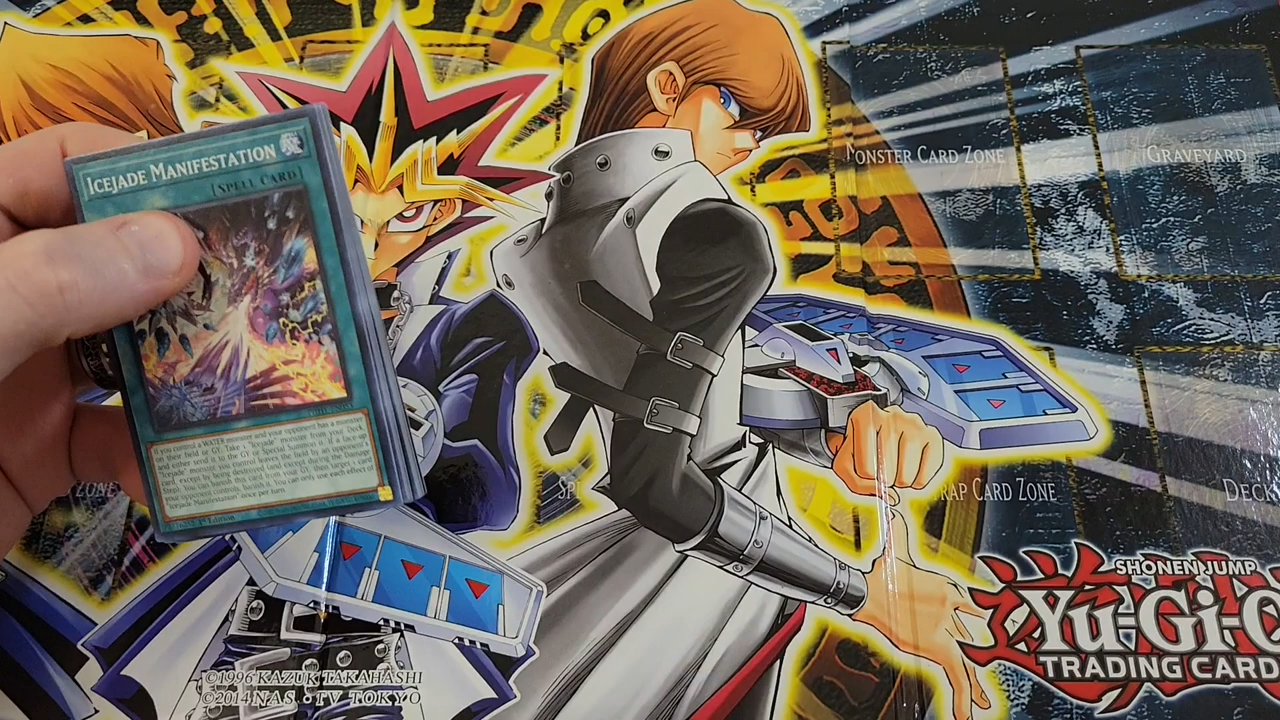 ICEJADE MANIFESTATION
[SPELL CARD]
If you control a WATER monster and your opponent has a monster
on their field or GY: Take 1 "Icejade" monster from your Deck,
and either send it to the GY or Special Summon it. If a face-up
"Icejade" monster you control leaves the field by an opponent's
card, except by being destroyed (and except during the Damage
Step): You can banish this card from your GY, then target 1 card
your opponent controls; banish it. You can only use each effect of
"Icejade Manifestation" once per turn.
1st Edition
MONSTER CARD ZONE
GRAVEYARD
ZONE
SP
TRAP CARD ZONE
DECK
SHONEN JUMP
Yu-Gi-O
TRADING CARD
©1996 KAZUK TAKAHASHI
©2014 NAS • TV TOKYO